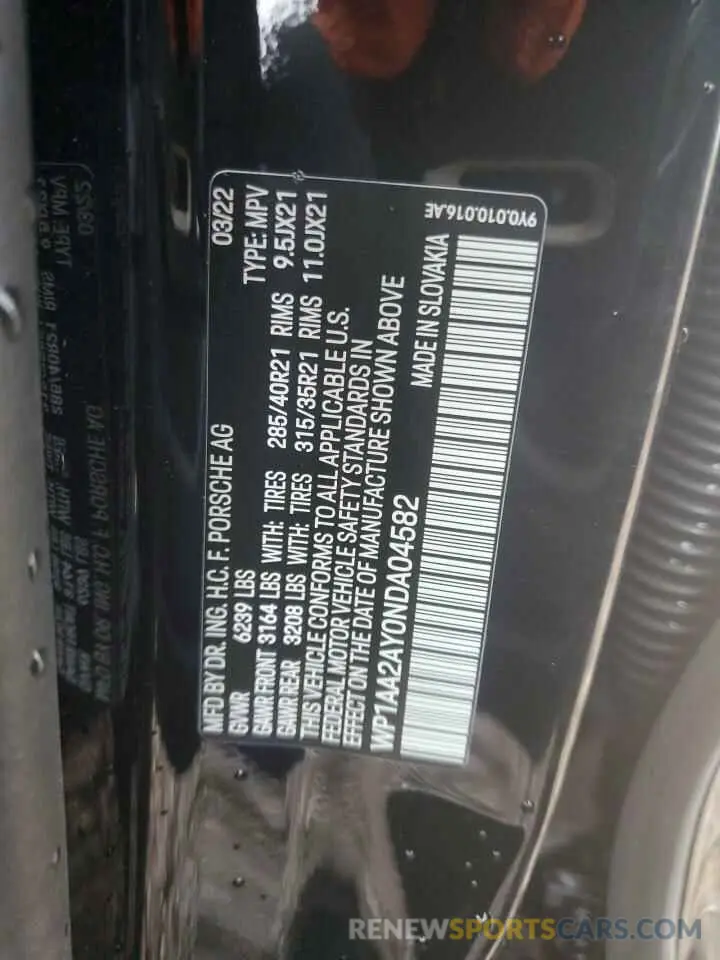 MFD BY DR. ING. H.C. F. PORSCHE AG 03/22
GVWR 6239 LBS TYPE: MPV
GAWR FRONT 3164 LBS WITH: TIRES 285/40R21 RIMS 9.5JX21
GAWR REAR 3208 LBS WITH: TIRES 315/35R21 RIMS 11.0JX21
THIS VEHICLE CONFORMS TO ALL APPLICABLE U.S.
FEDERAL MOTOR VEHICLE SAFETY STANDARDS IN
EFFECT ON THE DATE OF MANUFACTURE SHOWN ABOVE
WP1AA2AY0NDA04582
MADE IN SLOVAKIA
9Y0.010.016.AE
RENEWSPORTSCARS.COM